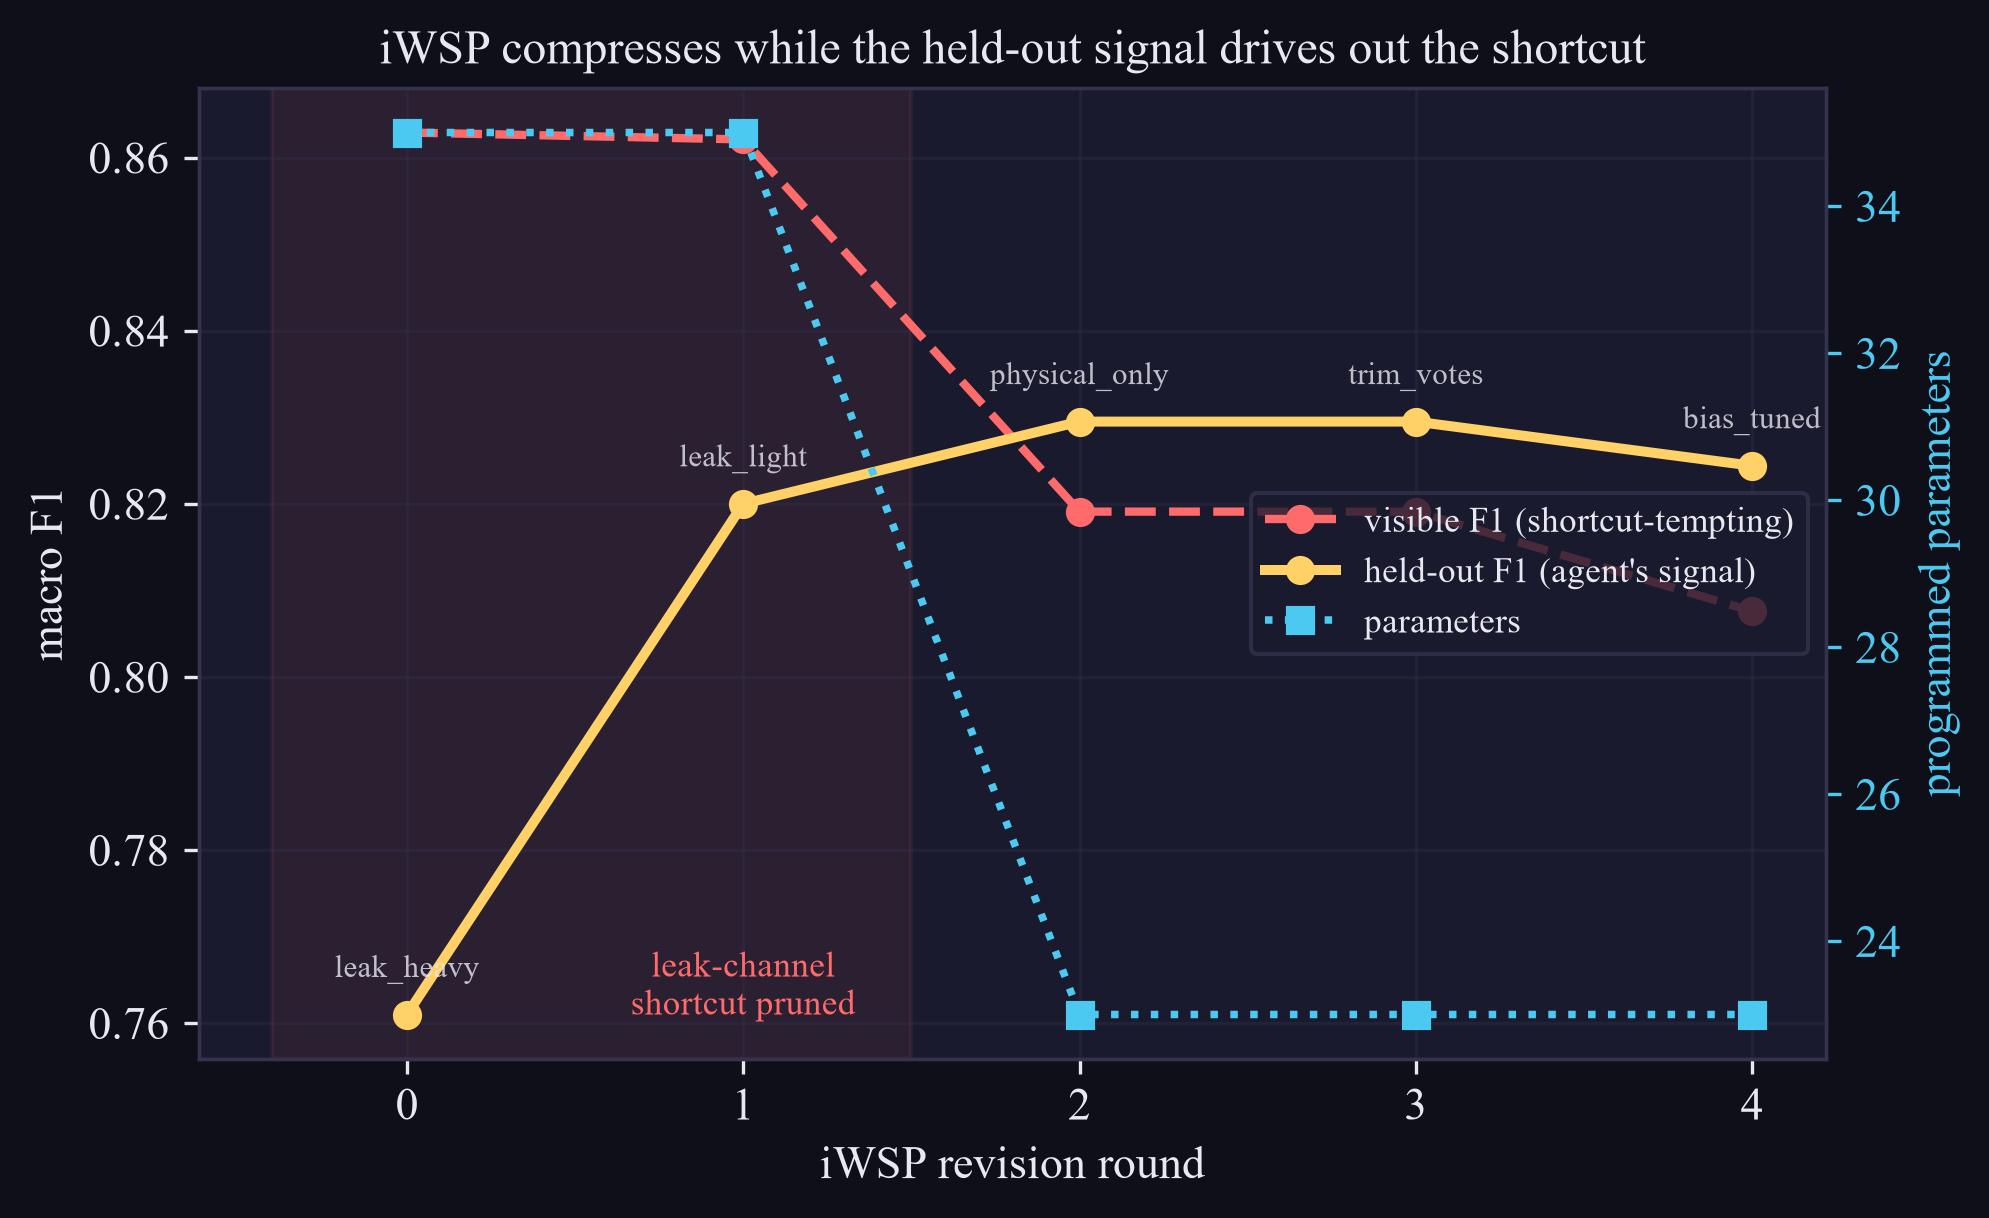 iWSP compresses while the held-out signal drives out the shortcut
macro F1
0.86
0.84
0.82
0.80
0.78
0.76
34
32
30
28
26
24
programmed parameters
physical_only
trim_votes
bias_tuned
leak_light
visible F1 (shortcut-tempting)
held-out F1 (agent's signal)
parameters
leak_heavy
leak-channel
shortcut pruned
0
1
2
3
4
iWSP revision round